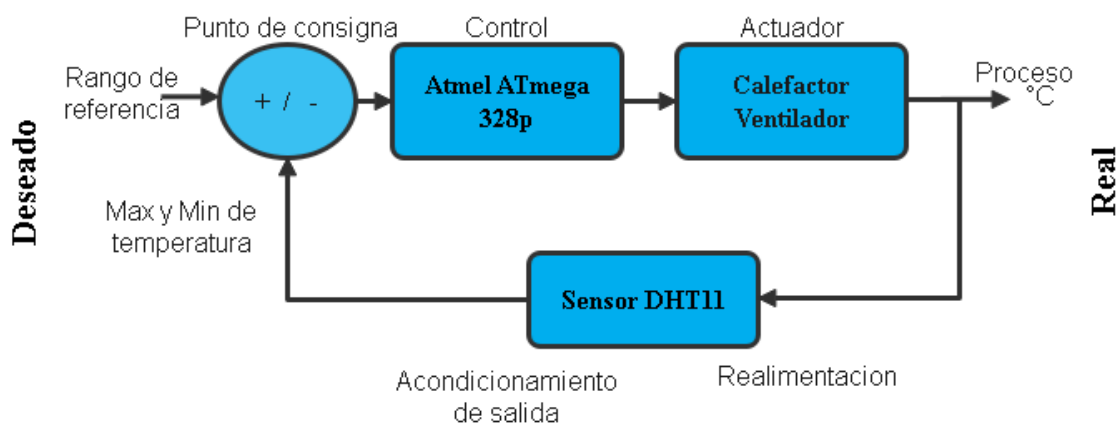 Punto de consigna
Control
Actuador
Rango de
referencia
+ / -
Atmel ATmega
328p
Calefactor
Ventilador
Proceso
°C
Deseado
Real
Max y Min de
temperatura
Sensor DHT11
Acondicionamiento
de salida
Realimentacion